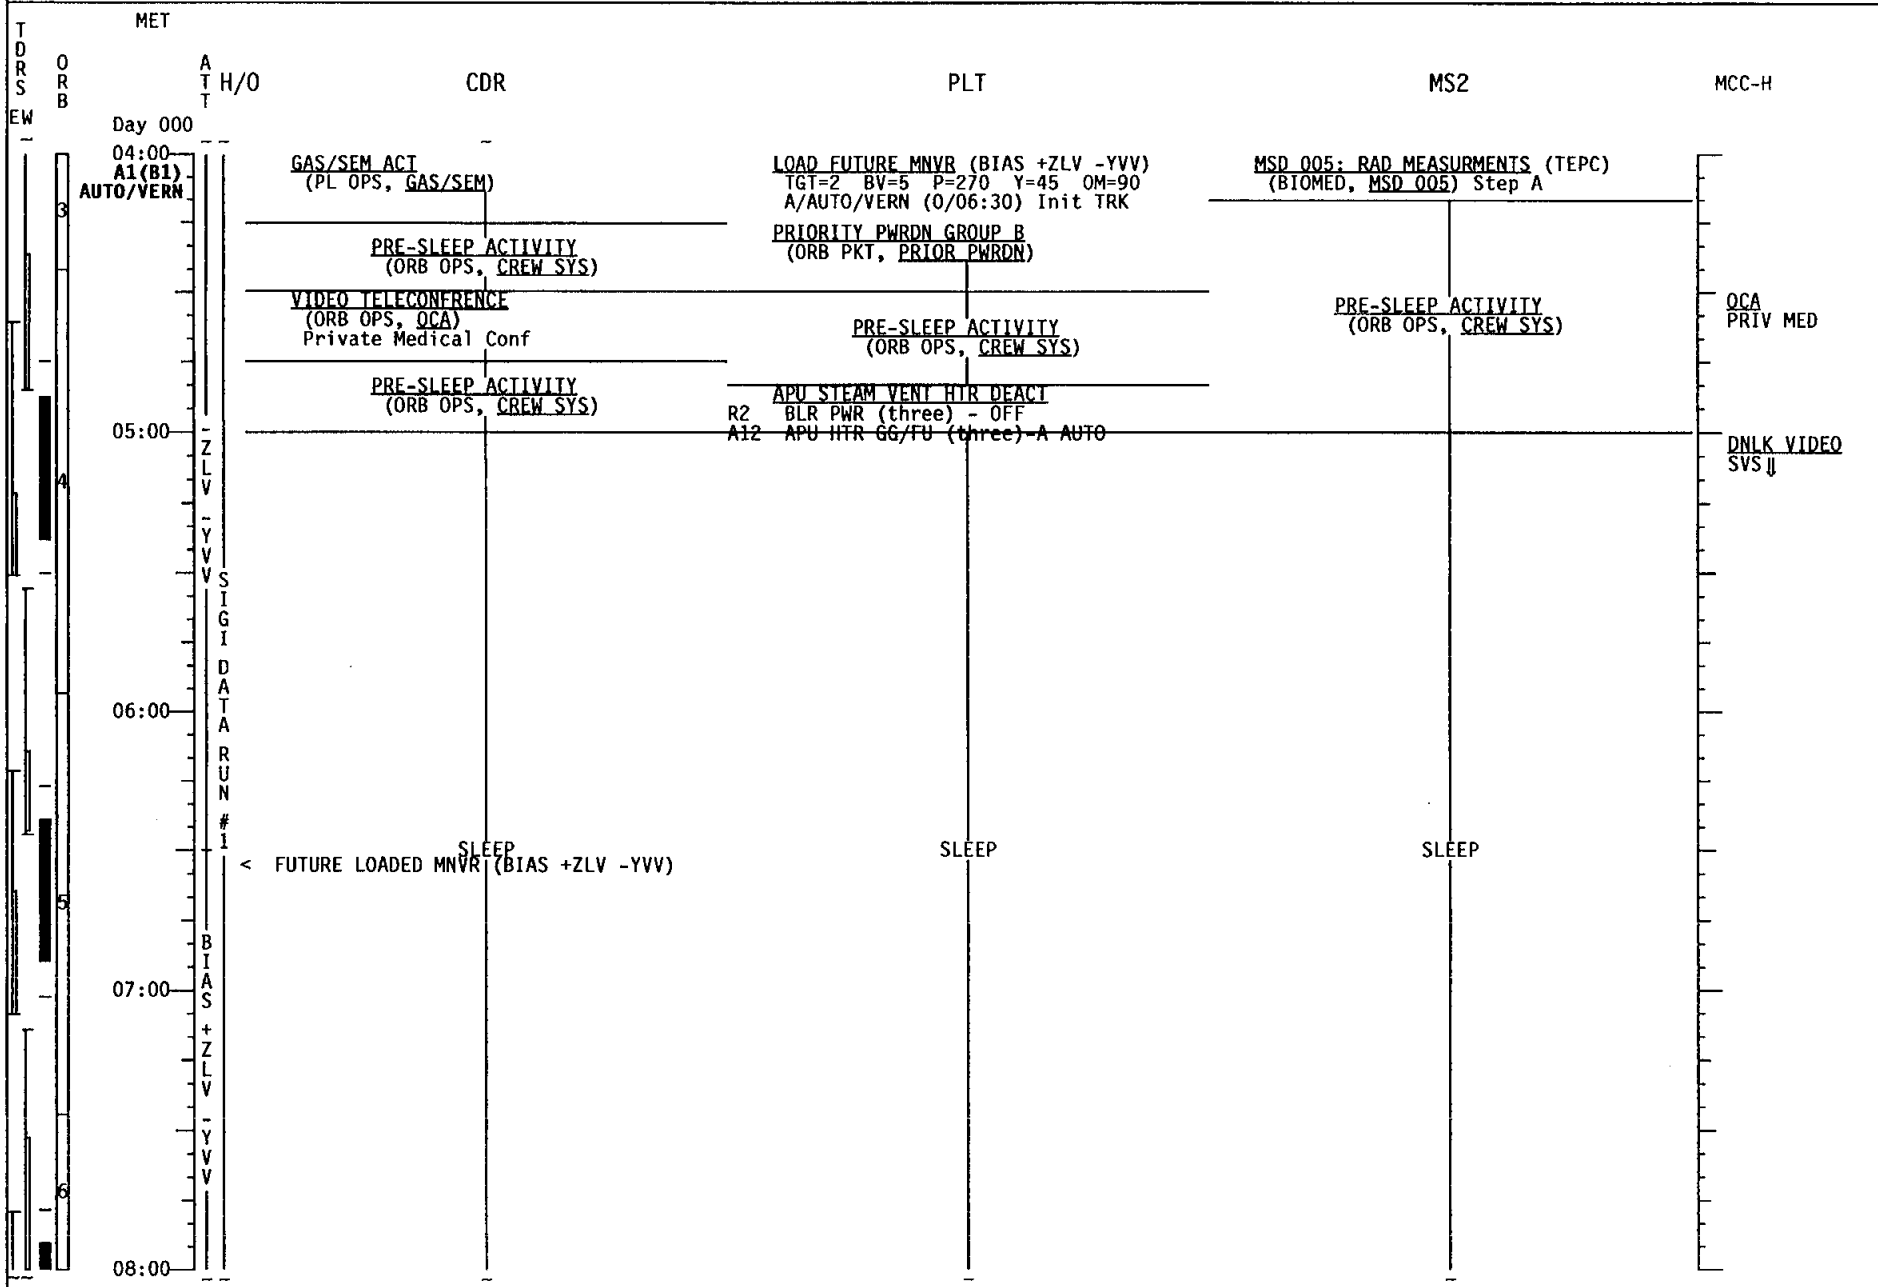 MET
TDRS
ORB
ATT
H/O
CDR
PLT
MS2
MCC-H
EW
Day 000
04:00
A1(B1)
AUTO/VERN
GAS/SEM ACT
(PL OPS, GAS/SEM)
LOAD FUTURE MNVR (BIAS +ZLV -YVV)
TGT=2 BV=5 P=270 Y=45 OM=90
A/AUTO/VERN (0/06:30) Init TRK
MSD 005: RAD MEASURMENTS (TEPC)
(BIOMED, MSD 005) Step A
3
PRE-SLEEP ACTIVITY
(ORB OPS, CREW SYS)
PRIORITY PWRDN GROUP B
(ORB PKT, PRIOR PWRDN)
VIDEO TELECONFRENCE
(ORB OPS, OCA)
Private Medical Conf
PRE-SLEEP ACTIVITY
(ORB OPS, CREW SYS)
PRE-SLEEP ACTIVITY
(ORB OPS, CREW SYS)
OCA
PRIV MED
PRE-SLEEP ACTIVITY
(ORB OPS, CREW SYS)
APU STEAM VENT HTR DEACT
R2 BLR PWR (three) - OFF
A12 APU HTR GG/FU (three)-A AUTO
05:00
DNLK VIDEO
SVS⇓
4
-ZLV -YVV
SIGI DATA RUN #1
06:00
SLEEP
SLEEP
SLEEP
< FUTURE LOADED MNVR (BIAS +ZLV -YVV)
5
07:00
BIAS +ZLV -YVV
6
08:00